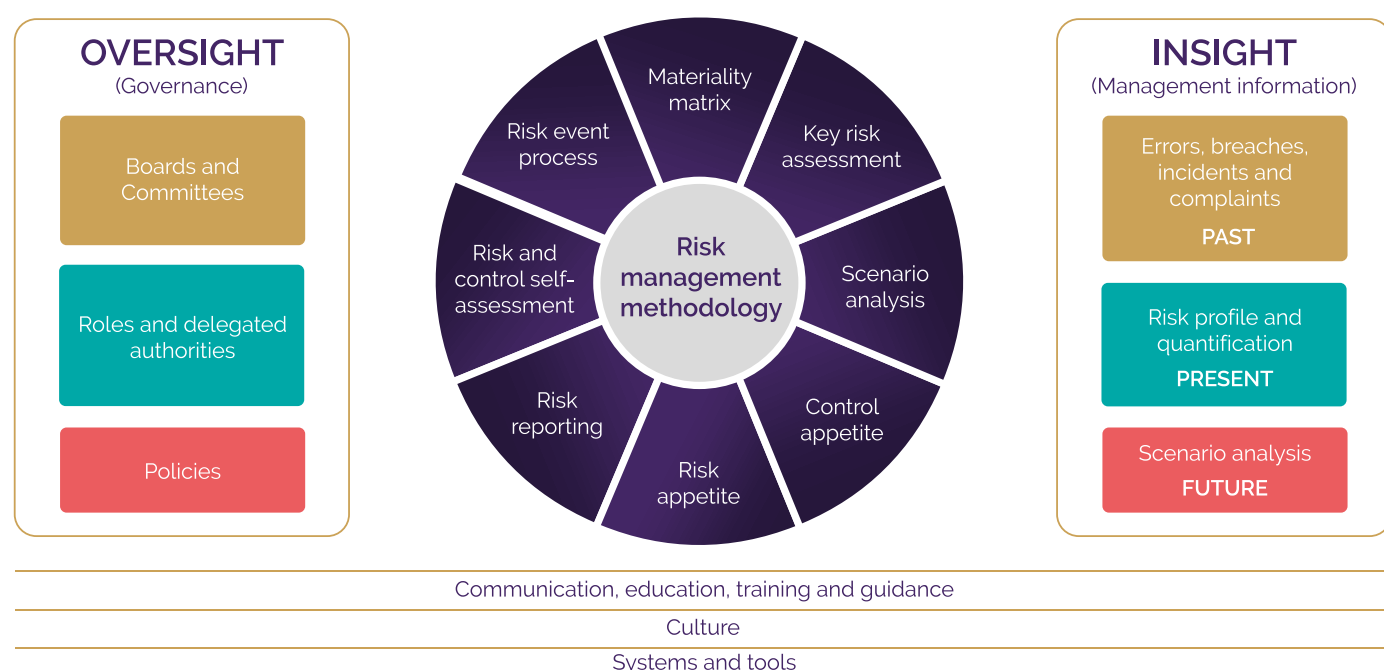 OVERSIGHT
(Governance)
Boards and
Committees
Roles and delegated
authorities
Policies
Materiality
matrix
Key risk
assessment
Scenario
analysis
Control
appetite
Risk
appetite
Risk
reporting
Risk and
control self-
assessment
Risk event
process
Risk
management
methodology
INSIGHT
(Management information)
Errors, breaches,
incidents and
complaints
PAST
Risk profile and
quantification
PRESENT
Scenario analysis
FUTURE
Communication, education, training and guidance
Culture
Systems and tools